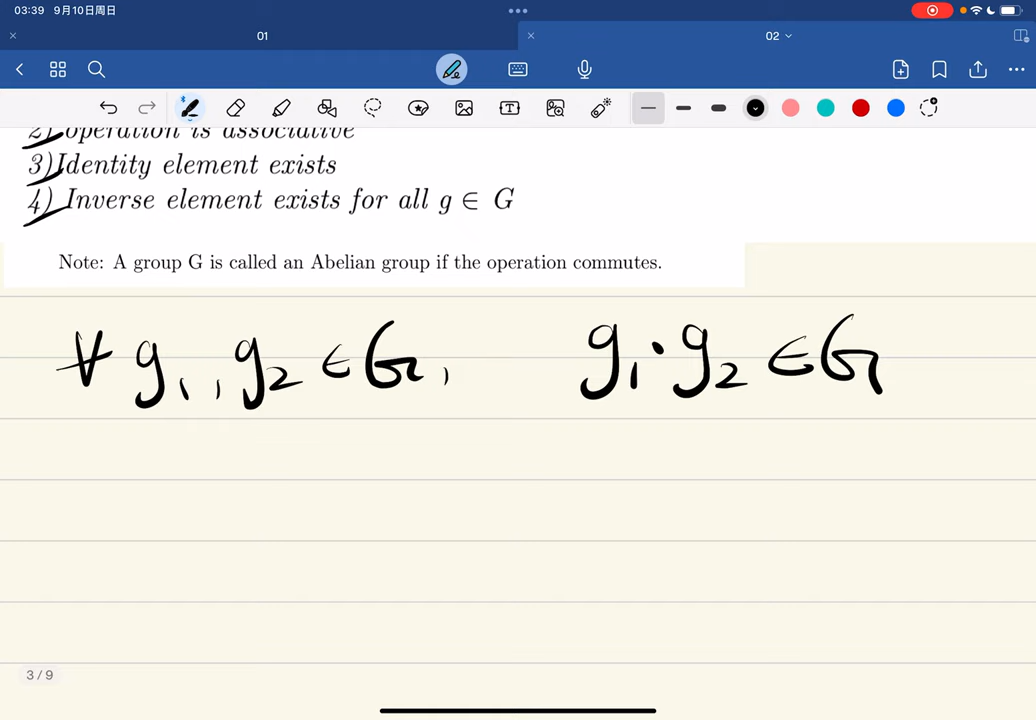 03:39 9月10日周日
01 02
2) operation is associative
3)Identity element exists
4) Inverse element exists for all g ∈ G
Note: A group G is called an Abelian group if the operation commutes.
∀ g₁, g₂ ∈ G, g₁·g₂ ∈ G
3 / 9